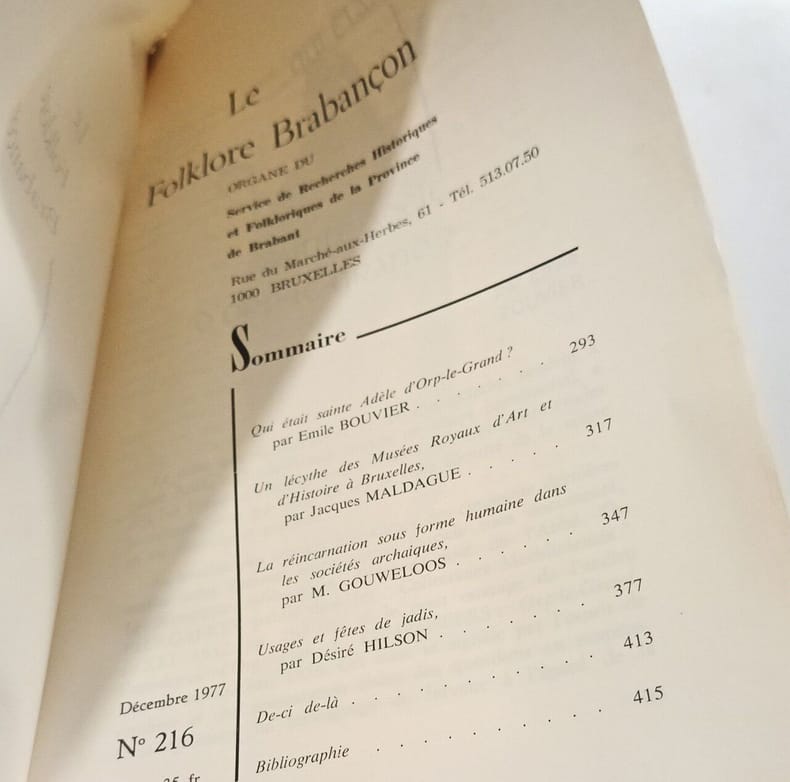 Le
Folklore Brabançon
ORGANE DU
Service de Recherches Historiques
et Folkloriques de la Province
de Brabant
Rue du Marché-aux-Herbes, 61 - Tél. 513.07.50
1000 BRUXELLES
Sommaire
Qui était sainte Adèle d'Orp-le-Grand ?
par Emile BOUVIER . . . . . . . 293
Un lécythe des Musées Royaux d'Art et
d'Histoire à Bruxelles,
par Jacques MALDAGUE . . . . . 317
La réincarnation sous forme humaine dans
les sociétés archaiques,
par M. GOUWELOOS . . . . . . 347
Usages et fêtes de jadis,
par Désiré HILSON . . . . . . 377
De-ci de-là . . . . . . . . . . 413
Bibliographie . . . . . . . . . 415
Décembre 1977
N° 216